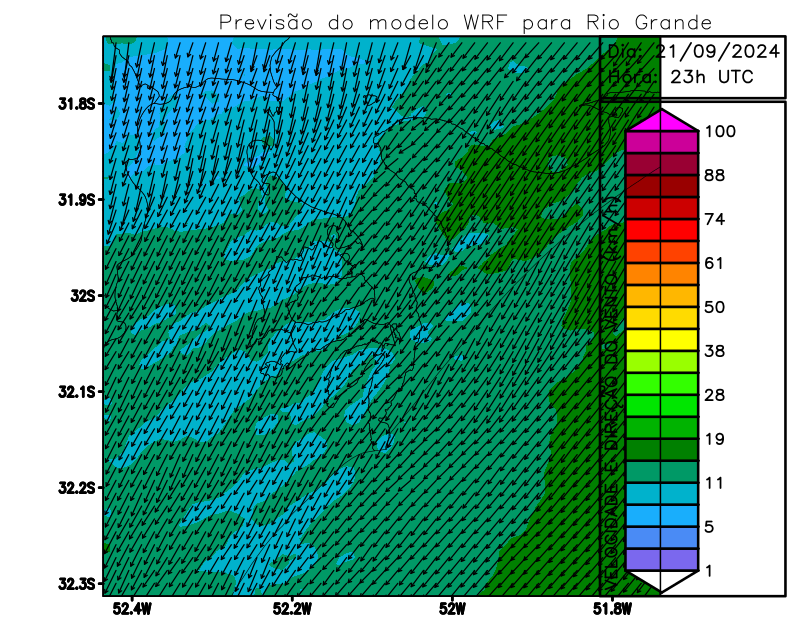 Previsão do modelo WRF para Rio Grande
Dia: 21/09/2024
Hora: 23h UTC
31.8S
31.9S
32S
32.1S
32.2S
32.3S
52.4W
52.2W
52W
51.8W
VELOCIDADE E DIREÇÃO DO VENTO (km/h)
100
88
74
61
50
38
28
19
11
5
1